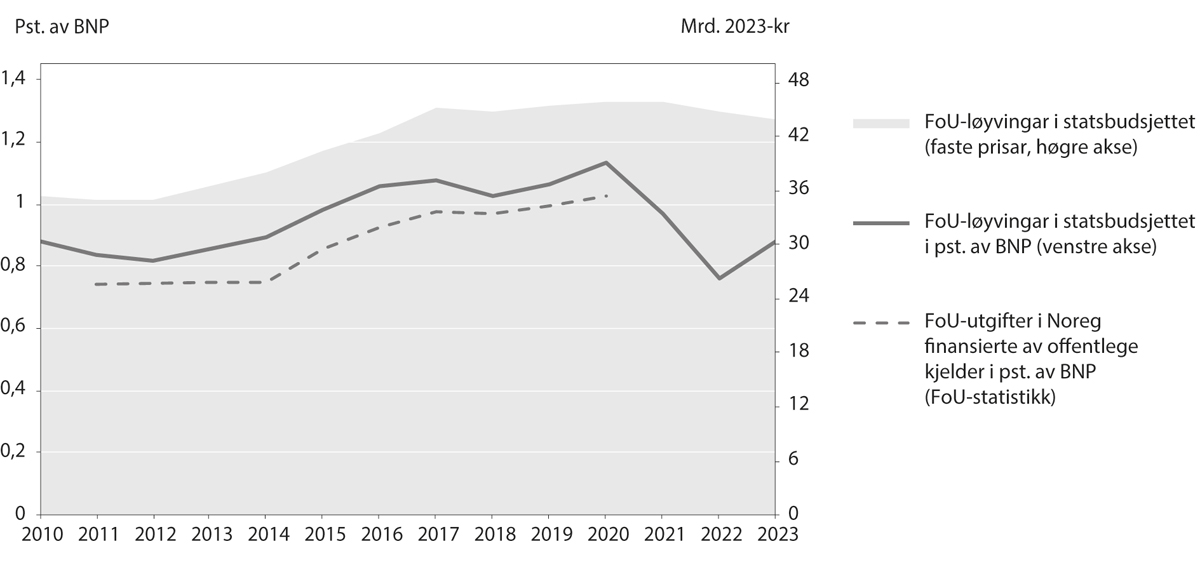 Pst. av BNP
Mrd. 2023-kr
1,4
1,2
1
0,8
0,6
0,4
0,2
0
48
42
36
30
24
18
12
6
0
2010 2011 2012 2013 2014 2015 2016 2017 2018 2019 2020 2021 2022 2023
FoU-løyvingar i statsbudsjettet
(faste prisar, høgre akse)
FoU-løyvingar i statsbudsjettet
i pst. av BNP (venstre akse)
FoU-utgifter i Noreg
finansierte av offentlege
kjelder i pst. av BNP
(FoU-statistikk)